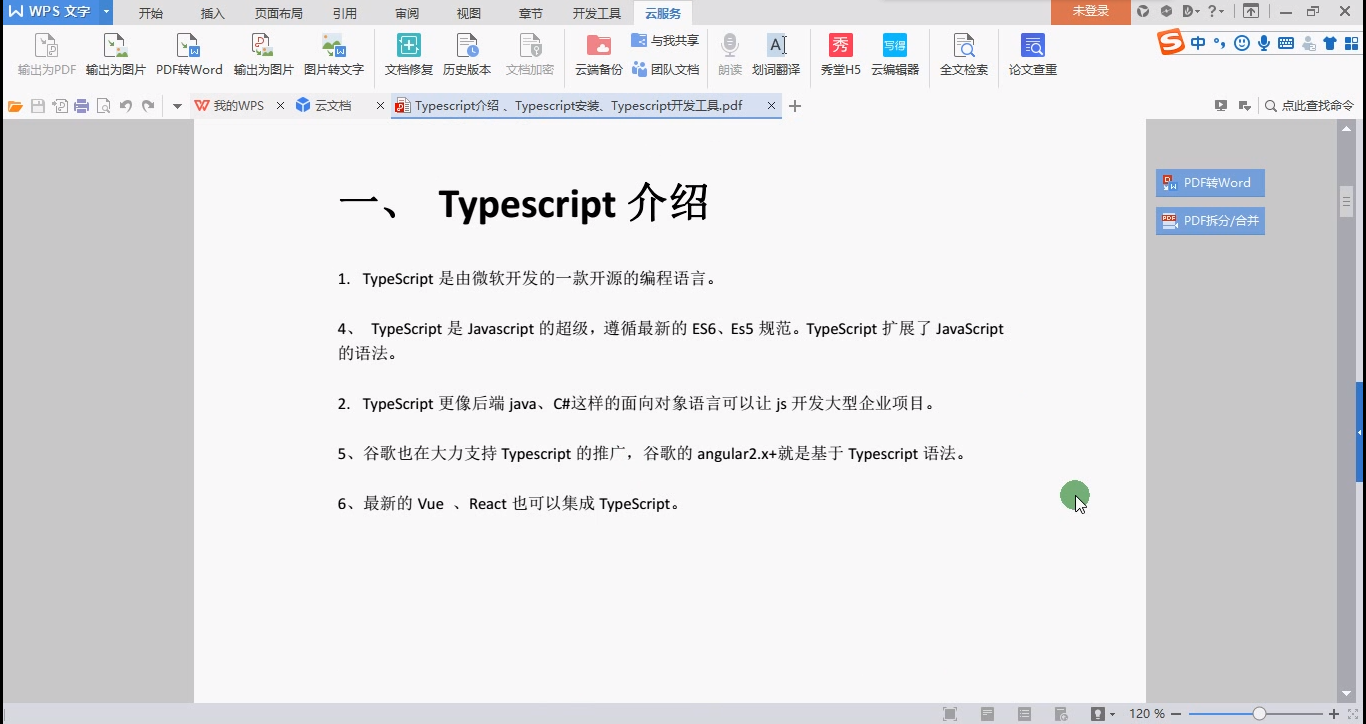 WPS 文字
开始 插入 页面布局 引用 审阅 视图 章节 开发工具 云服务 未登录
输出为PDF 输出为图片 PDF转Word 输出为图片 图片转文字 文档修复 历史版本 文档加密 云端备份 与我共享 团队文档 朗读 划词翻译 秀堂H5 云编辑器 全文检索 论文查重
秀 写得 中
我的WPS 云文档 Typescript介绍 、Typescript安装、Typescript开发工具.pdf 点此查找命令
一、 Typescript 介绍
1. TypeScript 是由微软开发的一款开源的编程语言。
4、 TypeScript 是 Javascript 的超级，遵循最新的 ES6、Es5 规范。TypeScript 扩展了 JavaScript
的语法。
2. TypeScript 更像后端 java、C#这样的面向对象语言可以让 js 开发大型企业项目。
5、谷歌也在大力支持 Typescript 的推广，谷歌的 angular2.x+就是基于 Typescript 语法。
6、最新的 Vue 、React 也可以集成 TypeScript。
PDF转Word
PDF拆分/合并
120 %